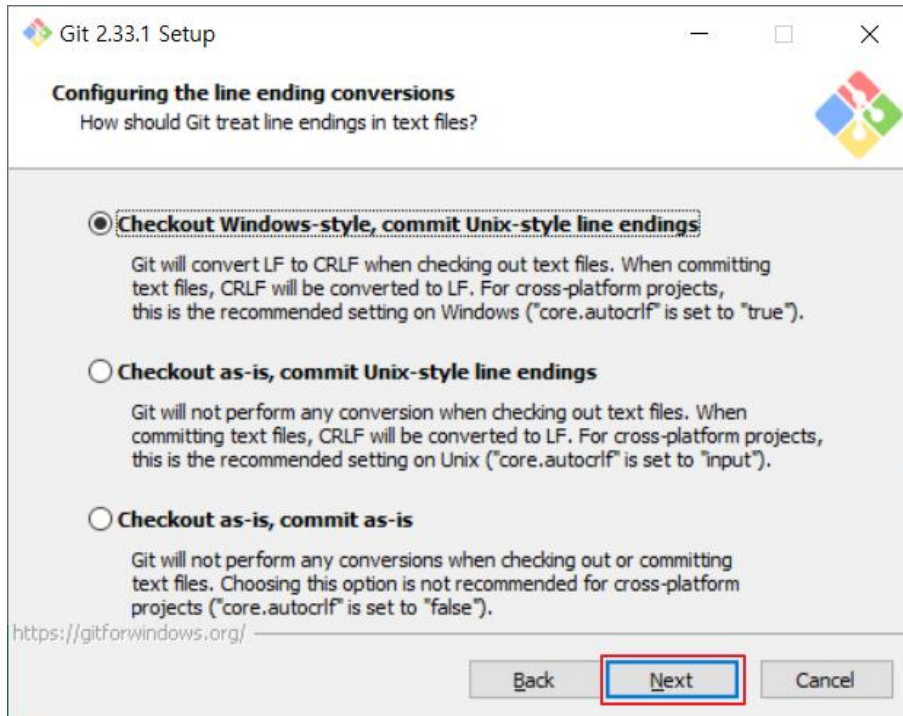 Git 2.33.1 Setup
Configuring the line ending conversions
How should Git treat line endings in text files?
Checkout Windows-style, commit Unix-style line endings
Git will convert LF to CRLF when checking out text files. When committing
text files, CRLF will be converted to LF. For cross-platform projects,
this is the recommended setting on Windows ("core.autocrlf" is set to "true").
Checkout as-is, commit Unix-style line endings
Git will not perform any conversion when checking out text files. When
committing text files, CRLF will be converted to LF. For cross-platform projects,
this is the recommended setting on Unix ("core.autocrlf" is set to "input").
Checkout as-is, commit as-is
Git will not perform any conversions when checking out or committing
text files. Choosing this option is not recommended for cross-platform
projects ("core.autocrlf" is set to "false").
https://gitforwindows.org/
Back Next Cancel